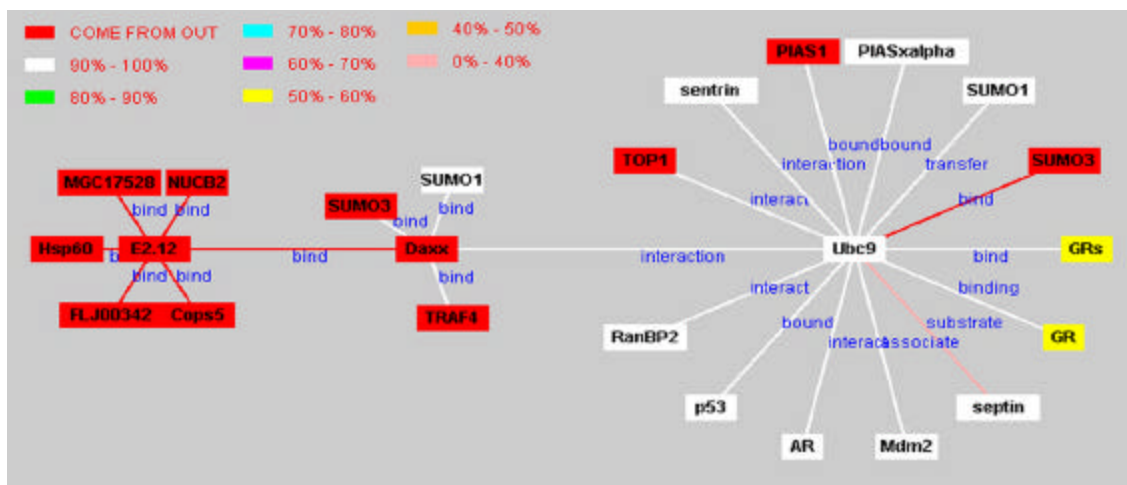 COME FROM OUT
90% - 100%
80% - 90%
70% - 80%
60% - 70%
50% - 60%
40% - 50%
0% - 40%
MGC17528
NUCB2
bind
bind
Hsp60
E2.12
bind
bind
FLJ00342
Cops5
bind
SUMO3
bind
SUMO1
bind
Daxx
bind
TRAF4
interaction
PIAS1
PIASxalpha
sentrin
SUMO1
bound
bound
interaction
transfer
TOP1
SUMO3
interact
bind
Ubc9
GRs
bind
interact
binding
bound
substrate
RanBP2
interact
associate
GR
p53
septin
AR
Mdm2